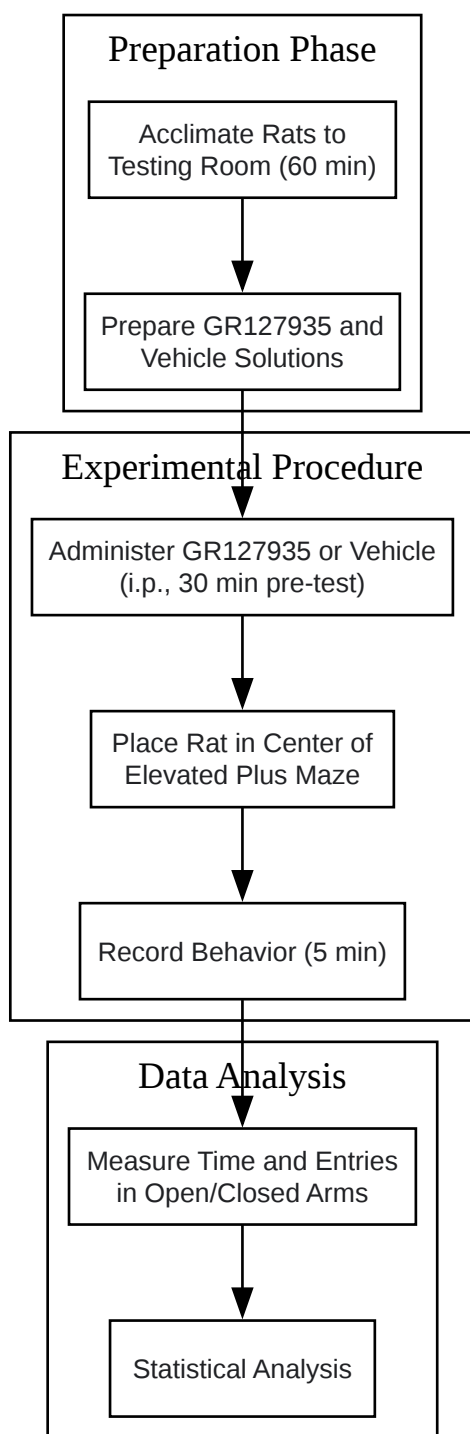 Preparation Phase
Acclimate Rats to
Testing Room (60 min)
Prepare GR127935 and
Vehicle Solutions
Experimental Procedure
Administer GR127935 or Vehicle
(i.p., 30 min pre-test)
Place Rat in Center of
Elevated Plus Maze
Record Behavior (5 min)
Data Analysis
Measure Time and Entries
in Open/Closed Arms
Statistical Analysis